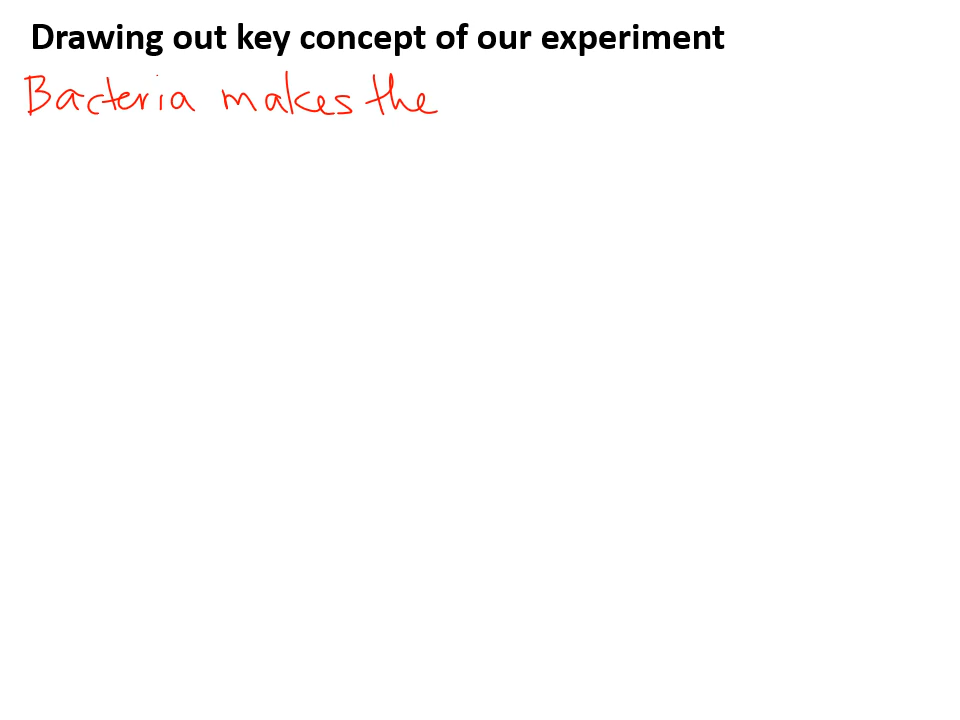 Drawing out key concept of our experiment
Bacteria makes the